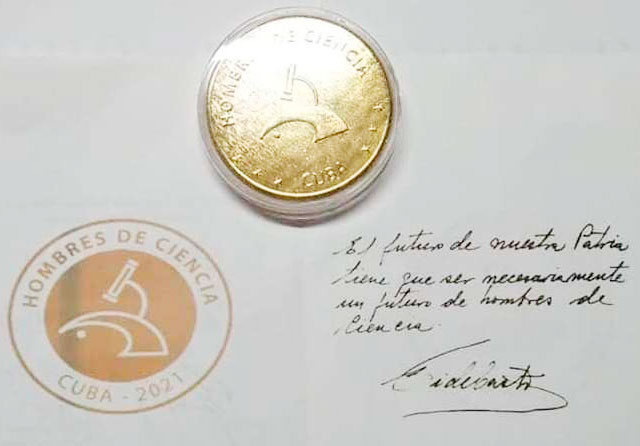 HOMBRES DE CIENCIA
CUBA
HOMBRES DE CIENCIA
CUBA - 2021
El futuro de nuestra Patria
tiene que ser necesariamente
un futuro de hombres de
Ciencia.
Fidel Castro